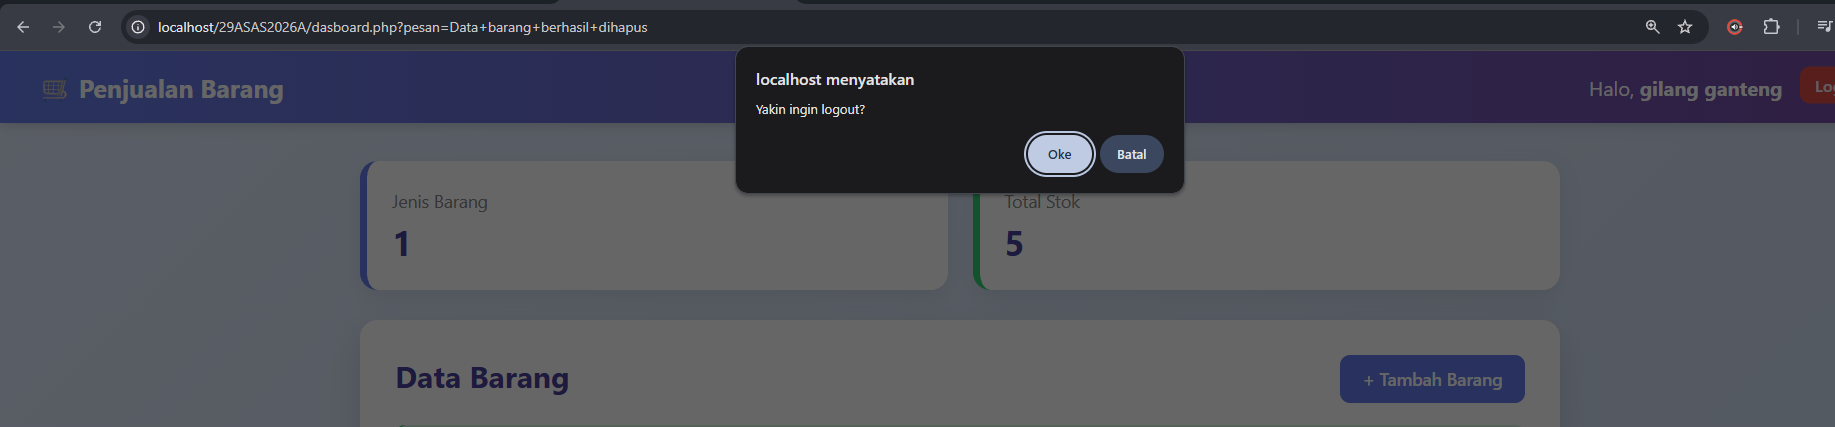 localhost/29ASAS2026A/dasboard.php?pesan=Data+barang+berhasil+dihapus
localhost menyatakan
Yakin ingin logout?
Oke
Batal
Penjualan Barang
Halo, gilang ganteng
Jenis Barang
1
Total Stok
5
Data Barang
+ Tambah Barang